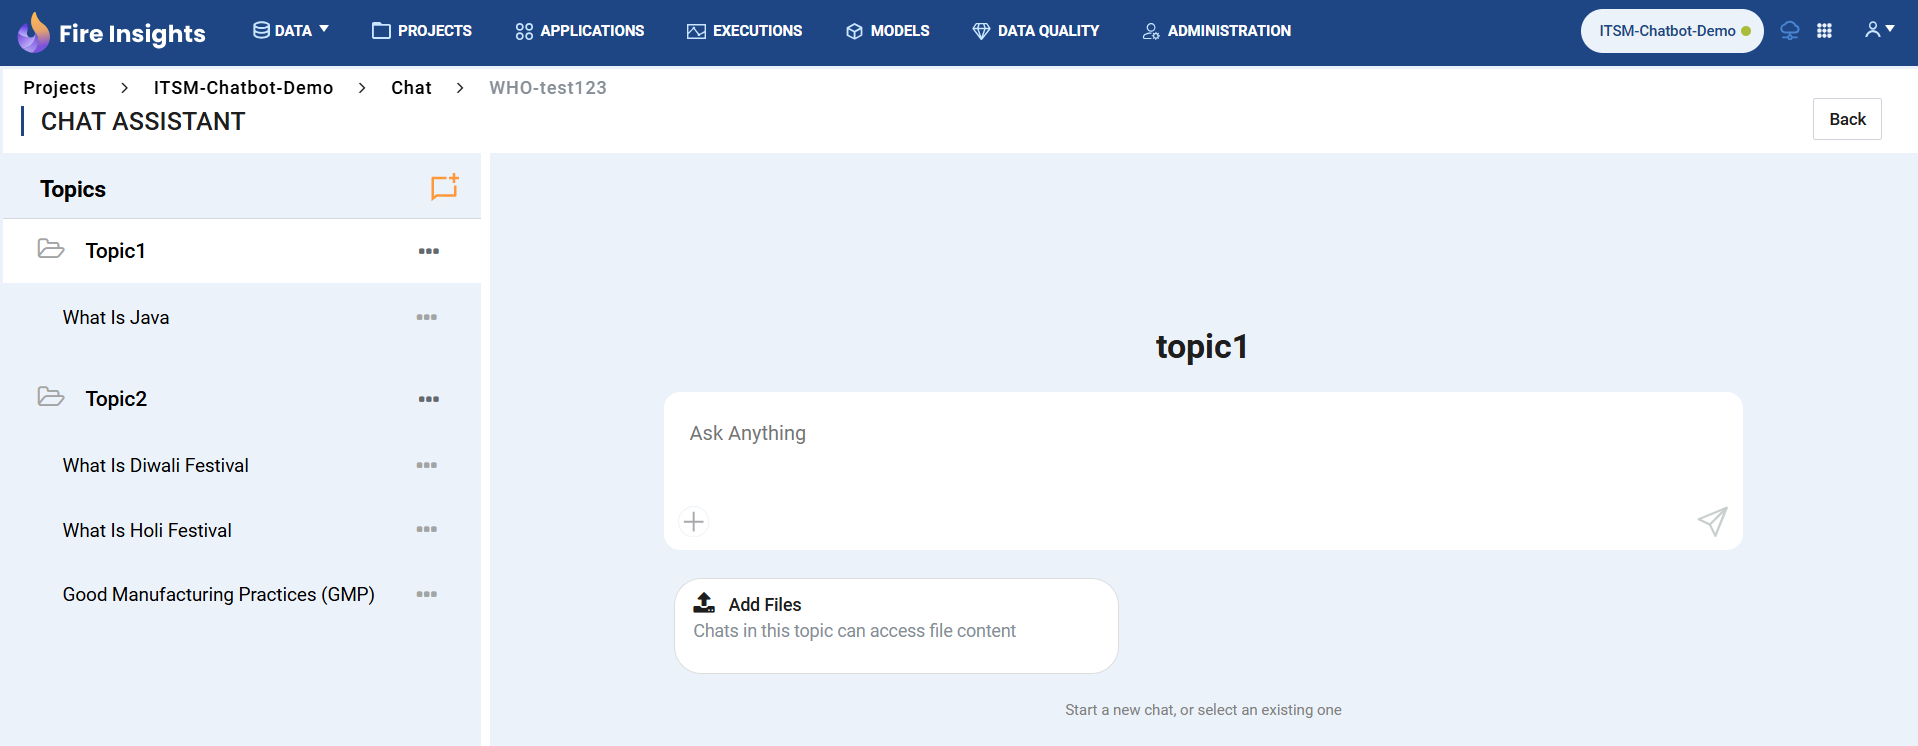 Fire Insights
DATA
PROJECTS
APPLICATIONS
EXECUTIONS
MODELS
DATA QUALITY
ADMINISTRATION
ITSM-Chatbot-Demo
Projects > ITSM-Chatbot-Demo > Chat > WHO-test123
CHAT ASSISTANT
Back
Topics
Topic1
What Is Java
Topic2
What Is Diwali Festival
What Is Holi Festival
Good Manufacturing Practices (GMP)
topic1
Ask Anything
Add Files
Chats in this topic can access file content
Start a new chat, or select an existing one